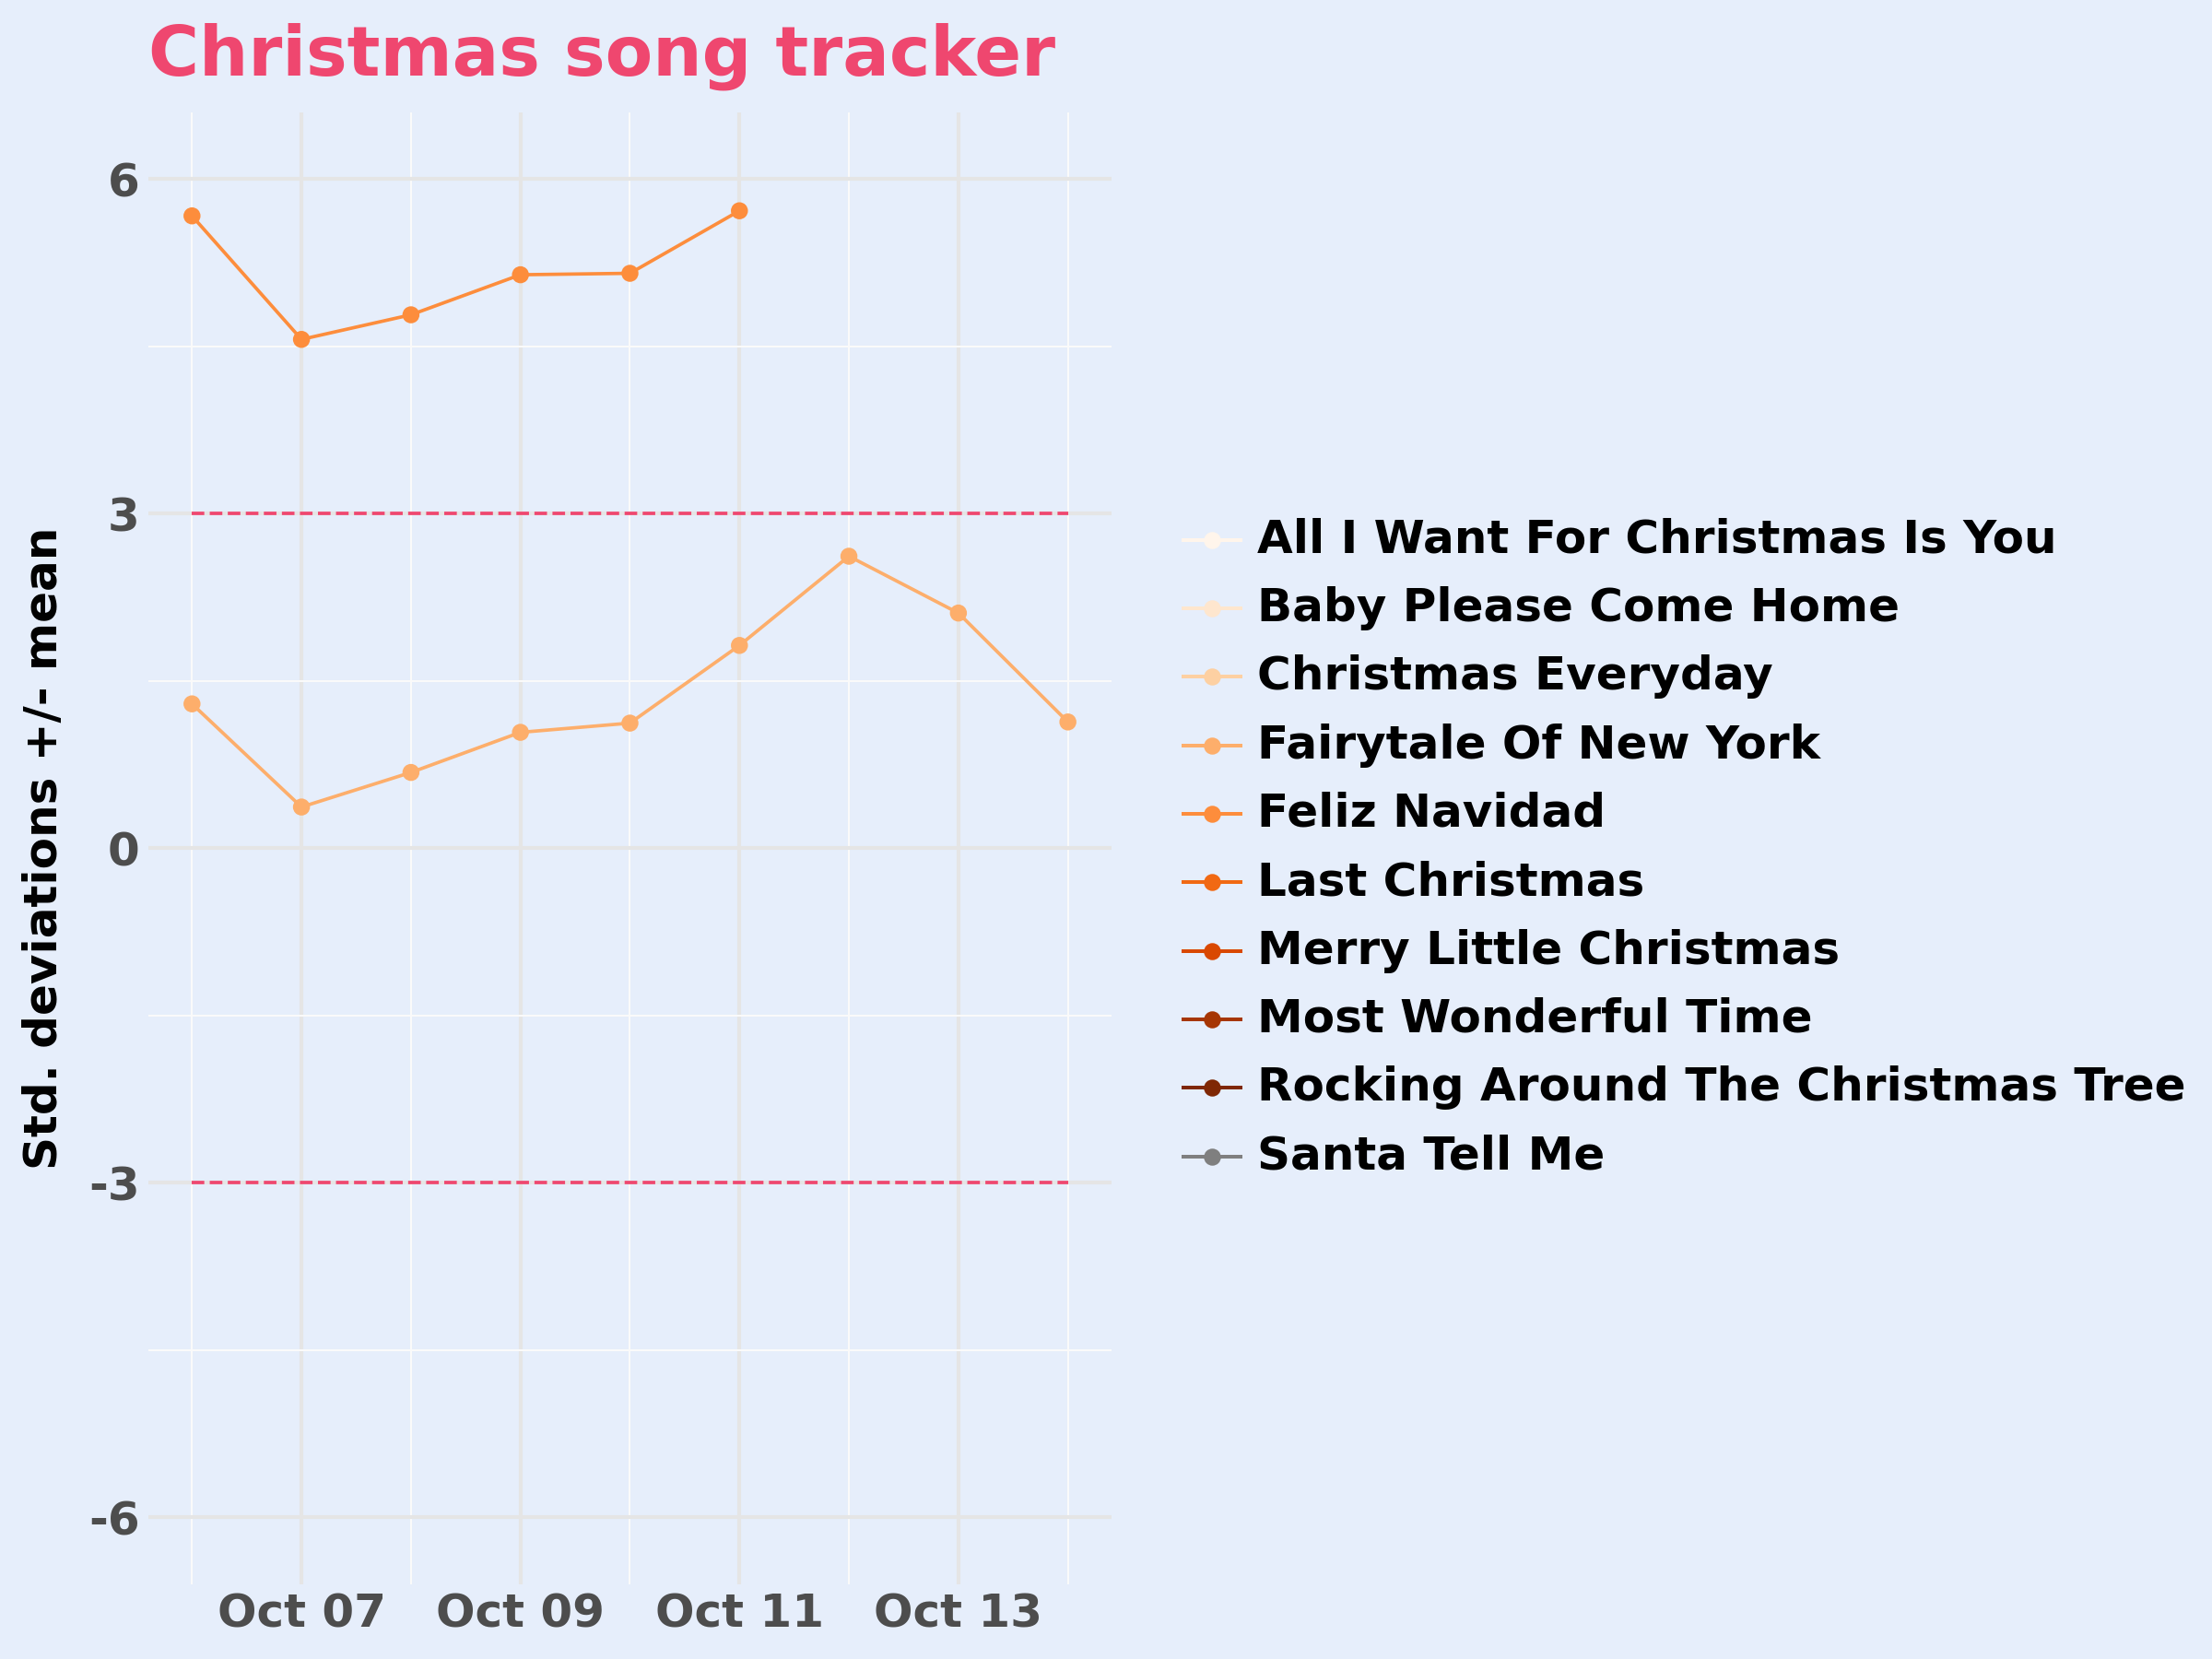 Christmas song tracker
Std. deviations +/- mean
6
3
0
-3
-6
Oct 07
Oct 09
Oct 11
Oct 13
All I Want For Christmas Is You
Baby Please Come Home
Christmas Everyday
Fairytale Of New York
Feliz Navidad
Last Christmas
Merry Little Christmas
Most Wonderful Time
Rocking Around The Christmas Tree
Santa Tell Me